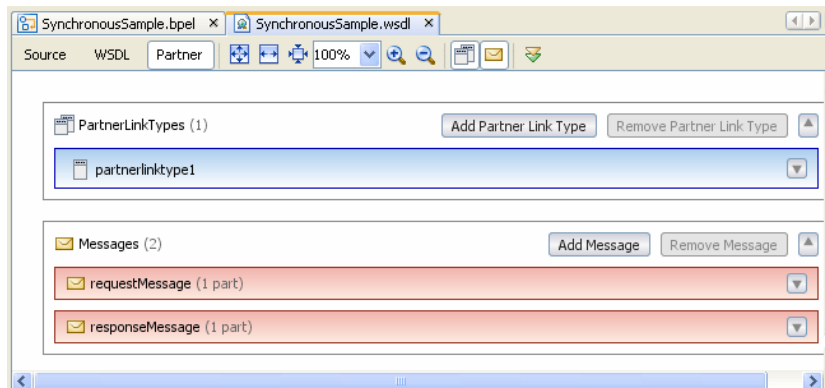 SynchronousSample.bpel SynchronousSample.wsdl
Source WSDL Partner 100%
PartnerLinkTypes (1) Add Partner Link Type Remove Partner Link Type
partnerlinktype1
Messages (2) Add Message Remove Message
requestMessage (1 part)
responseMessage (1 part)